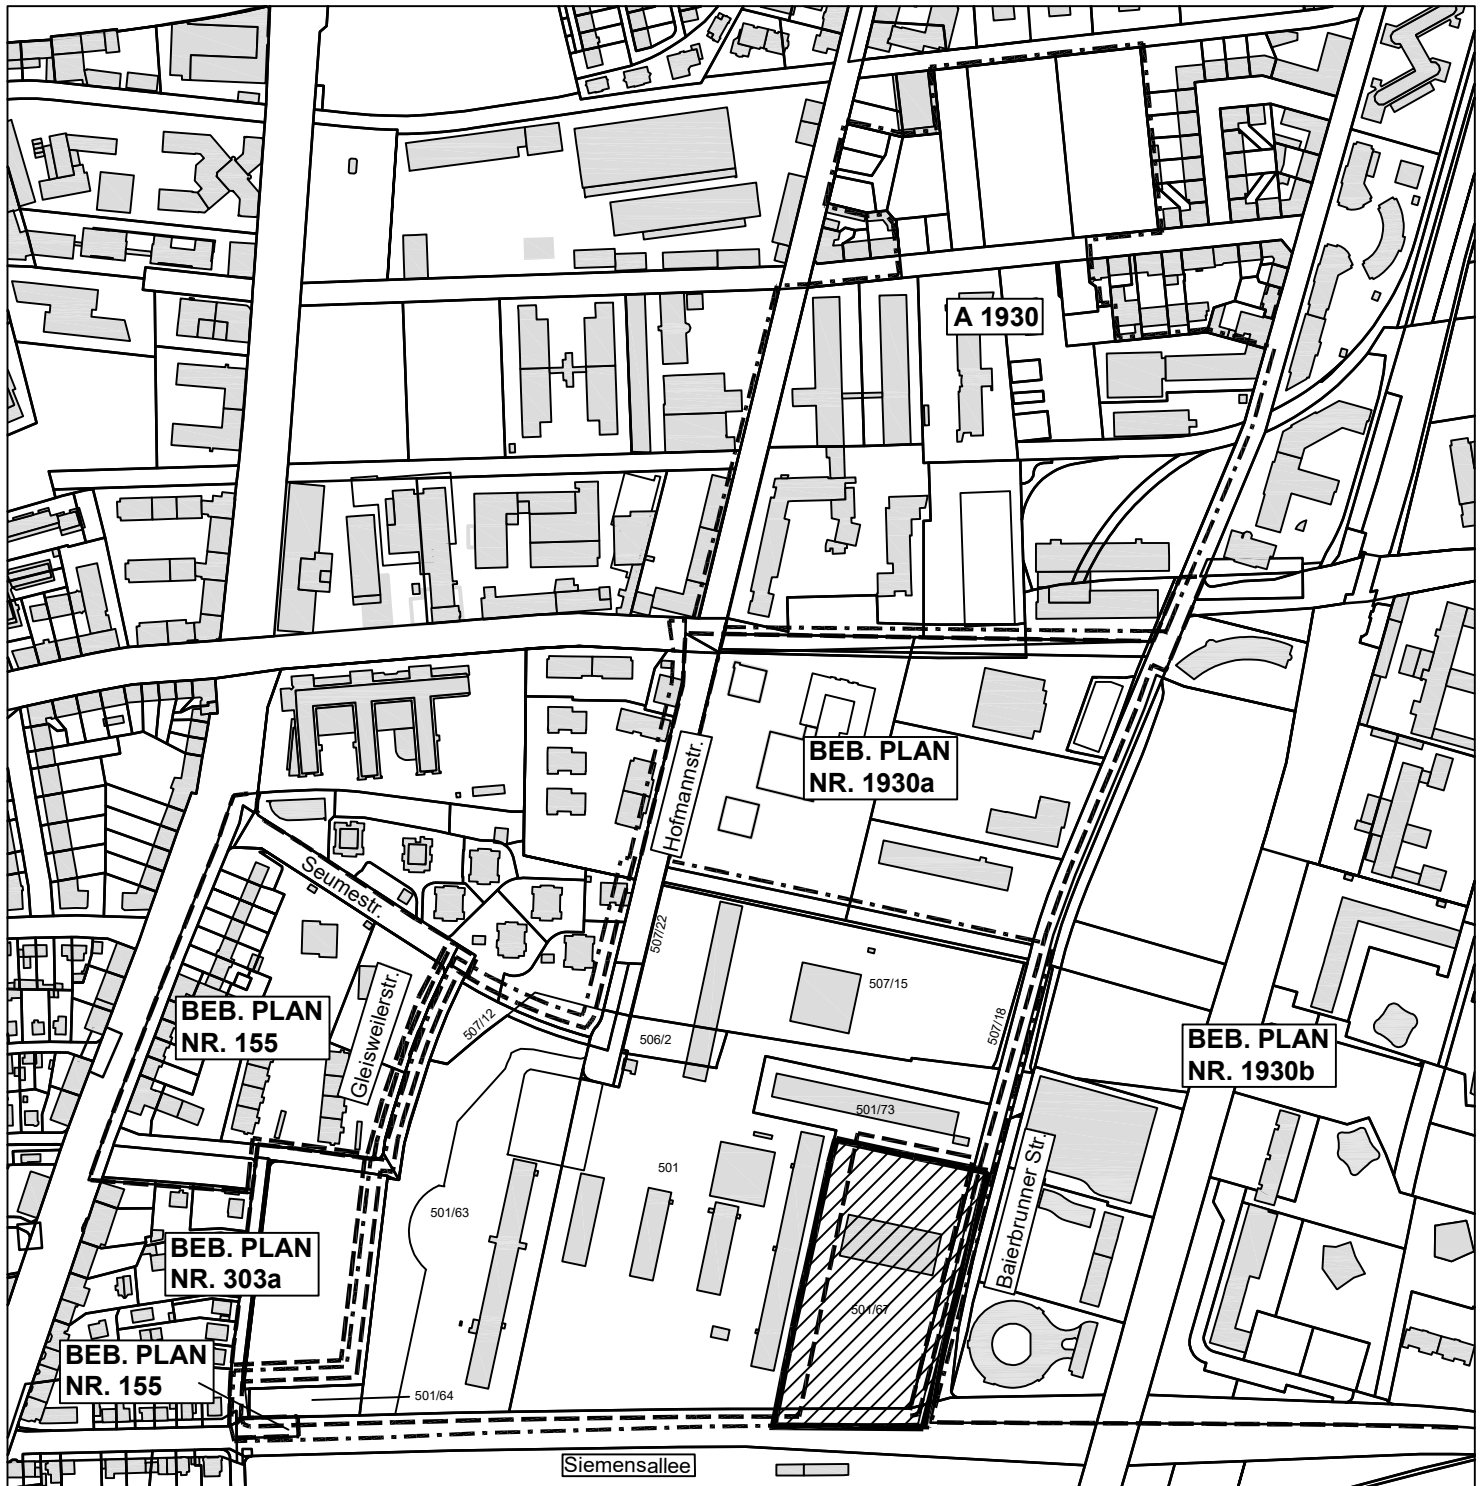 A 1930
BEB. PLAN
NR. 1930a
Hofmannstr.
Seumestr.
507/22
Gleisweilerstr.
507/15
BEB. PLAN
NR. 155
507/12
506/2
507/18
BEB. PLAN
NR. 1930b
501/73
Baierbrunner Str.
501
501/63
BEB. PLAN
NR. 303a
501/67
BEB. PLAN
NR. 155
501/64
Siemensallee